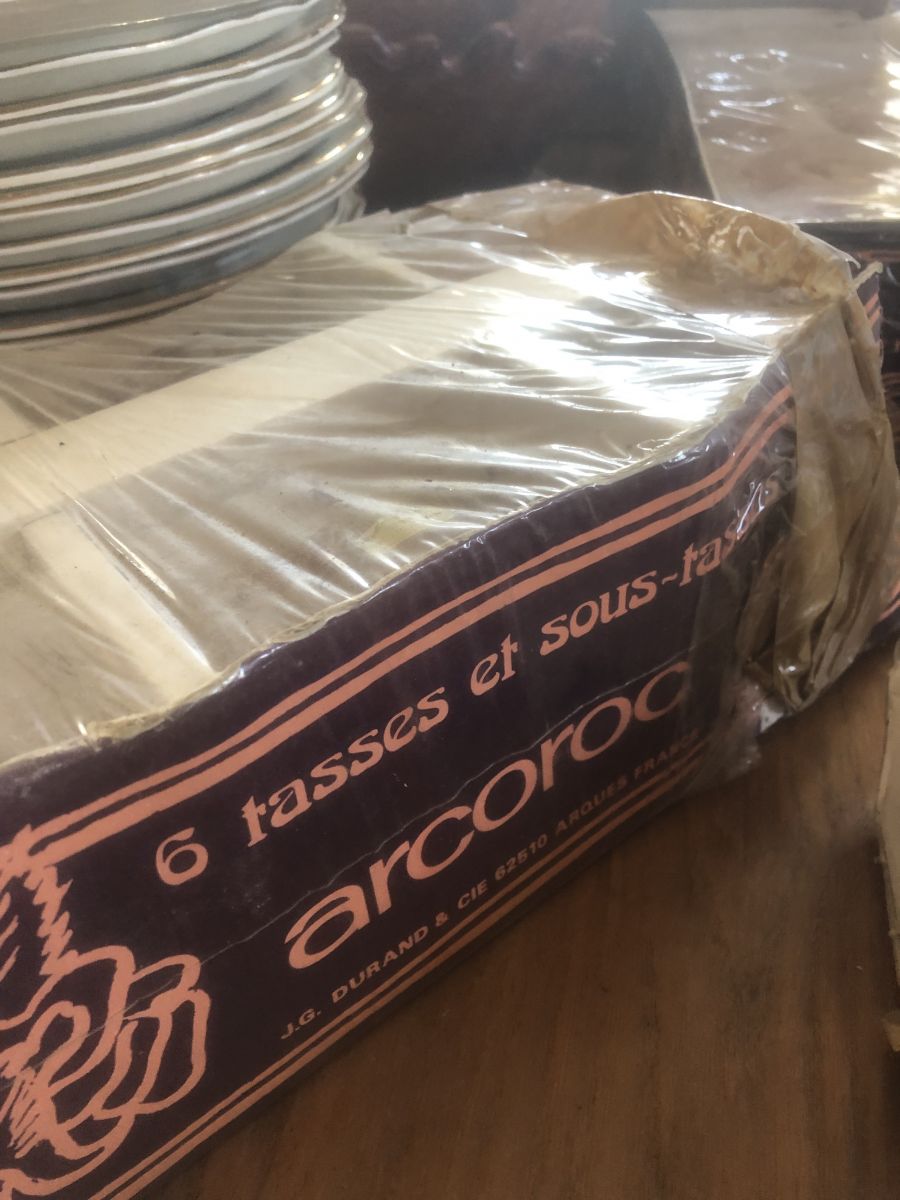 6 tasses et sous-tasses
arcoroc
J.G. DURAND & CIE 62510 ARQUES FRANCE